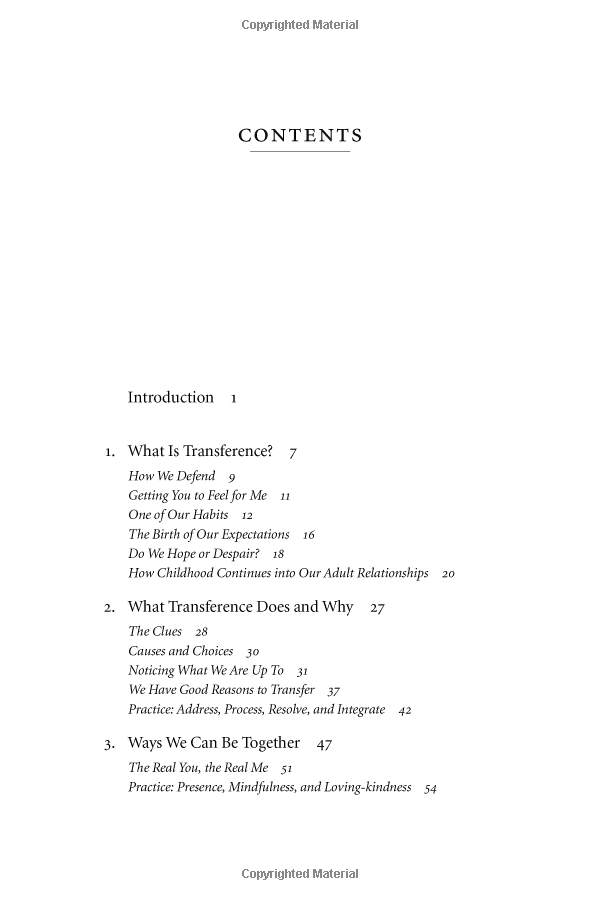 Copyrighted Material
CONTENTS
Introduction 1
1. What Is Transference? 7
How We Defend 9
Getting You to Feel for Me 11
One of Our Habits 12
The Birth of Our Expectations 16
Do We Hope or Despair? 18
How Childhood Continues into Our Adult Relationships 20
2. What Transference Does and Why 27
The Clues 28
Causes and Choices 30
Noticing What We Are Up To 31
We Have Good Reasons to Transfer 37
Practice: Address, Process, Resolve, and Integrate 42
3. Ways We Can Be Together 47
The Real You, the Real Me 51
Practice: Presence, Mindfulness, and Loving-kindness 54
Copyrighted Material